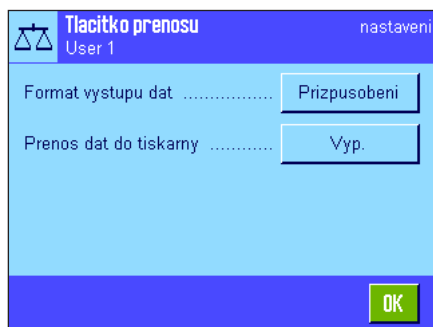 Tlacitko prenosu nastaveni
User 1
Format vystupu dat ................ Prizpusobeni
Prenos dat do tiskarny ........... Vyp.
OK